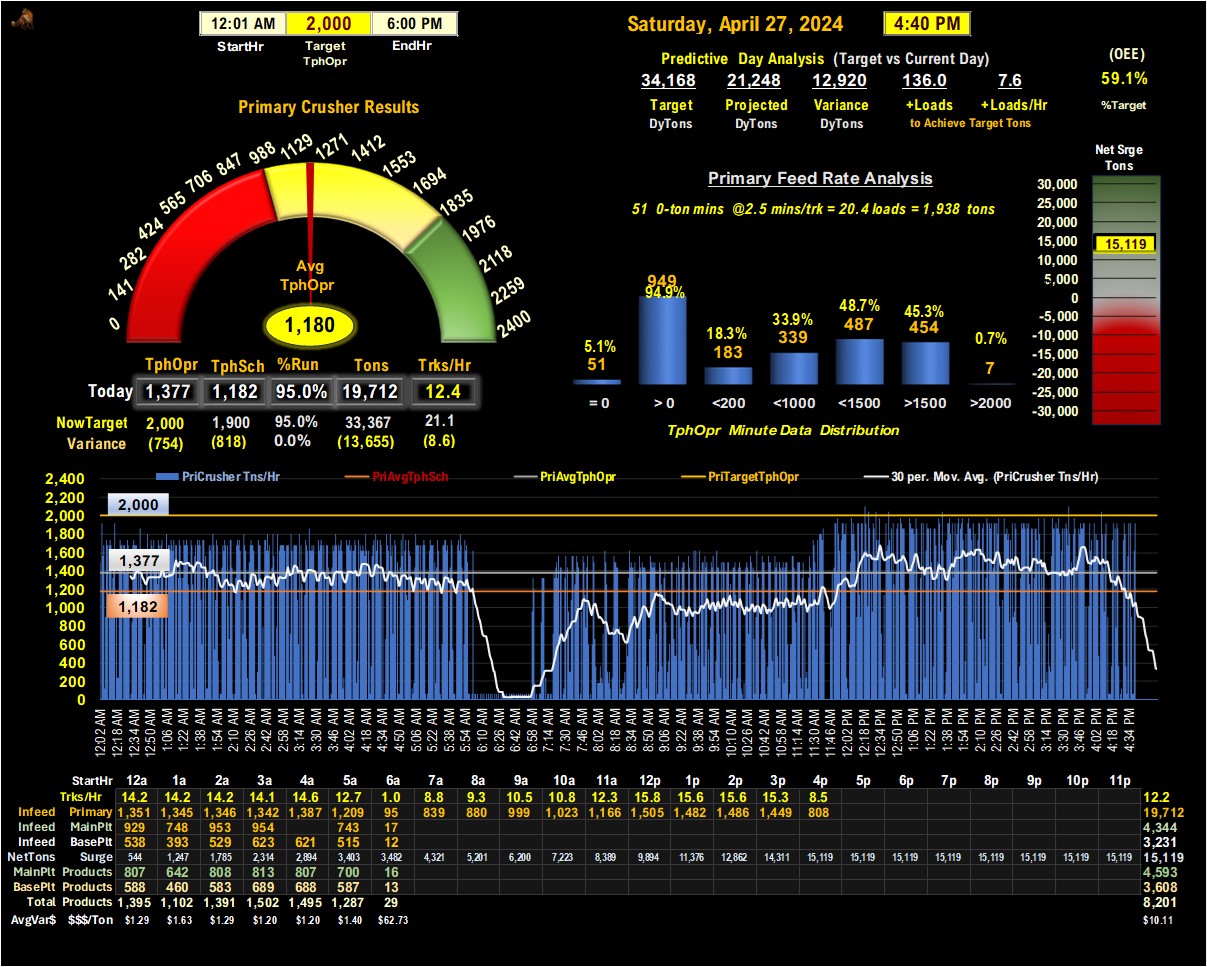 12:01 AM 2,000 6:00 PM
StartHr Target TphOpr EndHr
Saturday, April 27, 2024 4:40 PM
Predictive Day Analysis (Target vs Current Day)
34,168 21,248 12,920 136.0 7.6
Target Projected Variance +Loads +Loads/Hr
DyTons DyTons DyTons to Achieve Target Tons
(OEE)
59.1%
%Target
Primary Crusher Results
0 141 282 424 565 706 847 988 1129 1271 1412 1553 1694 1835 1976 2118 2259 2400
Avg
TphOpr
1,180
TphOpr TphSch %Run Tons Trks/Hr
Today 1,377 1,182 95.0% 19,712 12.4
NowTarget 2,000 1,900 95.0% 33,367 21.1
Variance (754) (818) 0.0% (13,655) (8.6)
Primary Feed Rate Analysis
51 0-ton mins @2.5 mins/trk = 20.4 loads = 1,938 tons
5.1% 94.9% 18.3% 33.9% 48.7% 45.3% 0.7%
51 949 183 339 487 454 7
= 0 > 0 <200 <1000 <1500 >1500 >2000
TphOpr Minute Data Distribution
Net Srge
Tons
30,000
25,000
20,000
15,000
10,000
5,000
0
-5,000
-10,000
-15,000
-20,000
-25,000
-30,000
15,119
PriCrusher Tns/Hr PriAvgTphSch PriAvgTphOpr PriTargetTphOpr 30 per. Mov. Avg. (PriCrusher Tns/Hr)
2,400
2,200
2,000
1,800
1,600
1,400
1,200
1,000
800
600
400
200
0
2,000
1,377
1,182
12:02 AM 12:18 AM 12:34 AM 12:50 AM 1:06 AM 1:22 AM 1:38 AM 1:54 AM 2:10 AM 2:26 AM 2:42 AM 2:58 AM 3:14 AM 3:30 AM 3:46 AM 4:02 AM 4:18 AM 4:34 AM 4:50 AM 5:06 AM 5:22 AM 5:38 AM 5:54 AM 6:10 AM 6:26 AM 6:42 AM 6:58 AM 7:14 AM 7:30 AM 7:46 AM 8:02 AM 8:18 AM 8:34 AM 8:50 AM 9:06 AM 9:22 AM 9:38 AM 9:54 AM 10:10 AM 10:26 AM 10:42 AM 10:58 AM 11:14 AM 11:30 AM 11:46 AM 12:02 PM 12:18 PM 12:34 PM 12:50 PM 1:06 PM 1:22 PM 1:38 PM 1:54 PM 2:10 PM 2:26 PM 2:42 PM 2:58 PM 3:14 PM 3:30 PM 3:46 PM 4:02 PM 4:18 PM 4:34 PM
StartHr 12a 1a 2a 3a 4a 5a 6a 7a 8a 9a 10a 11a 12p 1p 2p 3p 4p 5p 6p 7p 8p 9p 10p 11p
Trks/Hr 14.2 14.2 14.2 14.1 14.6 12.7 1.0 8.8 9.3 10.5 10.8 12.3 15.8 15.6 15.6 15.3 8.5 12.2
Infeed Primary 1,351 1,345 1,346 1,342 1,387 1,209 95 839 880 999 1,023 1,166 1,505 1,482 1,486 1,449 808 19,712
Infeed MainPlt 929 748 953 954 743 17 4,344
Infeed BasePlt 538 393 529 623 621 515 12 3,231
NetTons Surge 544 1,247 1,785 2,314 2,894 3,403 3,482 4,321 5,201 6,200 7,223 8,389 9,894 11,376 12,862 14,311 15,119 15,119 15,119 15,119 15,119 15,119 15,119 15,119 15,119
MainPlt Products 807 642 808 813 807 700 16 4,593
BasePlt Products 588 460 583 689 688 587 13 3,608
Total Products 1,395 1,102 1,391 1,502 1,495 1,287 29 8,201
AvgVar$ $$$/Ton $1.29 $1.63 $1.29 $1.20 $1.20 $1.40 $62.73 $10.11